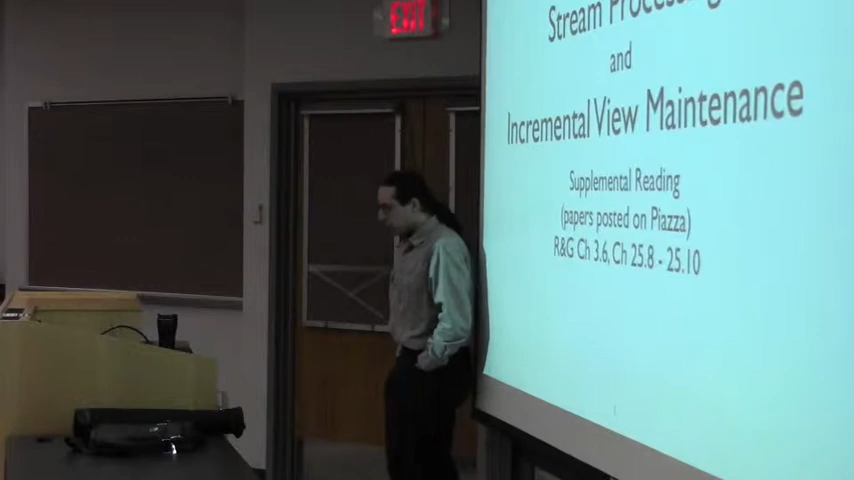 EXIT
Stream Processing
and
Incremental View Maintenance
Supplemental Reading
(papers posted on Piazza)
R&G Ch 3.6, Ch 25.8 - 25.10